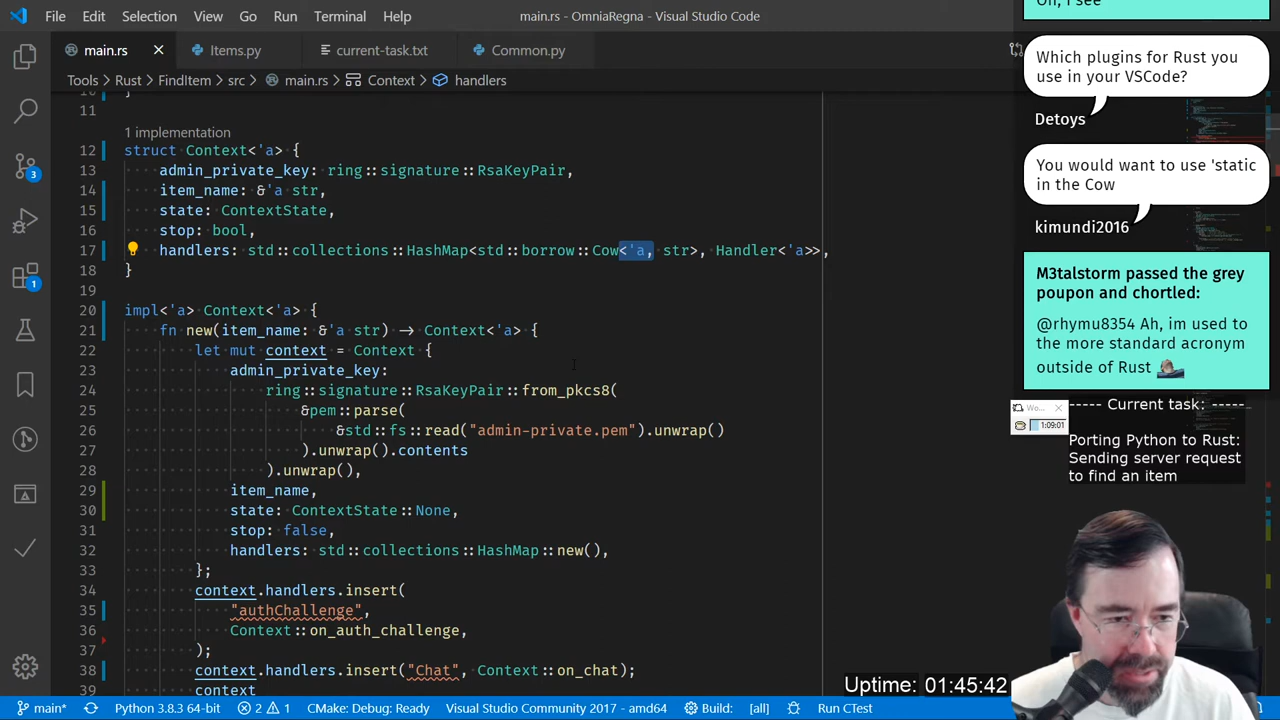 File Edit Selection View Go Run Terminal Help main.rs - OmniaRegna - Visual Studio Code
main.rs Items.py current-task.txt Common.py
Tools > Rust > FindItem > src > main.rs > Context > handlers
11
1 implementation
12 struct Context<'a> {
13 admin_private_key: ring::signature::RsaKeyPair,
14 item_name: &'a str,
15 state: ContextState,
16 stop: bool,
17 handlers: std::collections::HashMap<std::borrow::Cow<'a, str>, Handler<'a>>,
18 }
19
20 impl<'a> Context<'a> {
21 fn new(item_name: &'a str) -> Context<'a> {
22 let mut context = Context {
23 admin_private_key:
24 ring::signature::RsaKeyPair::from_pkcs8(
25 &pem::parse(
26 &std::fs::read("admin-private.pem").unwrap()
27 ).unwrap().contents
28 ).unwrap(),
29 item_name,
30 state: ContextState::None,
31 stop: false,
32 handlers: std::collections::HashMap::new(),
33 };
34 context.handlers.insert(
35 "authChallenge",
36 Context::on_auth_challenge,
37 );
38 context.handlers.insert("Chat", Context::on_chat);
39 context
3
1
main* Python 3.8.3 64-bit 2 1 CMake: Debug: Ready Visual Studio Community 2017 - amd64 Build: [all] Run CTest
Oh, I see
Which plugins for Rust you
use in your VSCode?
Detoys
You would want to use 'static
in the Cow
kimundi2016
M3talstorm passed the grey
poupon and chortled:
@rhymu8354 Ah, im used to
the more standard acronym
outside of Rust
Wo...
1:09:01
----- Current task: -----
Porting Python to Rust:
Sending server request
to find an item
Uptime: 01:45:42